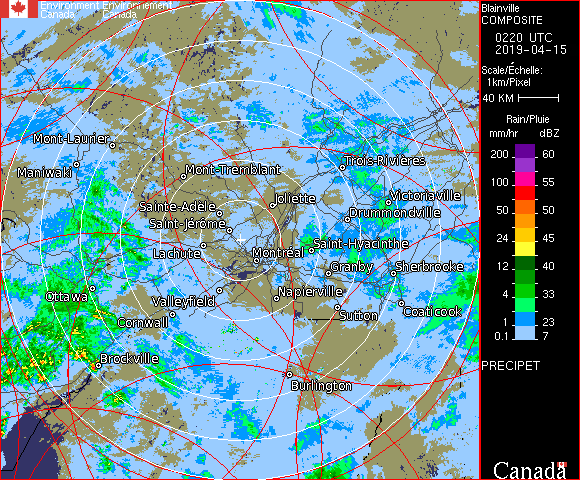 Environment Environnement
Canada Canada
Blainville
COMPOSITE
0220 UTC
2019-04-15
Scale/Échelle:
1km/Pixel
40 KM
Rain/Pluie
mm/hr dBZ
200 60
100 55
50 50
24 45
12 40
4 33
1 23
0.1 7
PRECIPET
Canada
Mont-Laurier
Maniwaki
Mont-Tremblant
Trois-Rivières
Joliette
Victoriaville
Sainte-Adèle
Drummondville
Saint-Jérôme
Lachute
Montréal
Saint-Hyacinthe
Granby
Sherbrooke
Ottawa
Valleyfield
Napierville
Coaticook
Cornwall
Sutton
Brockville
Burlington